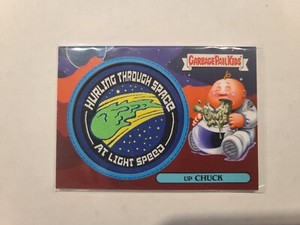 GARBAGE PAIL KIDS
HURLING THROUGH SPACE
AT LIGHT SPEED
UP CHUCK